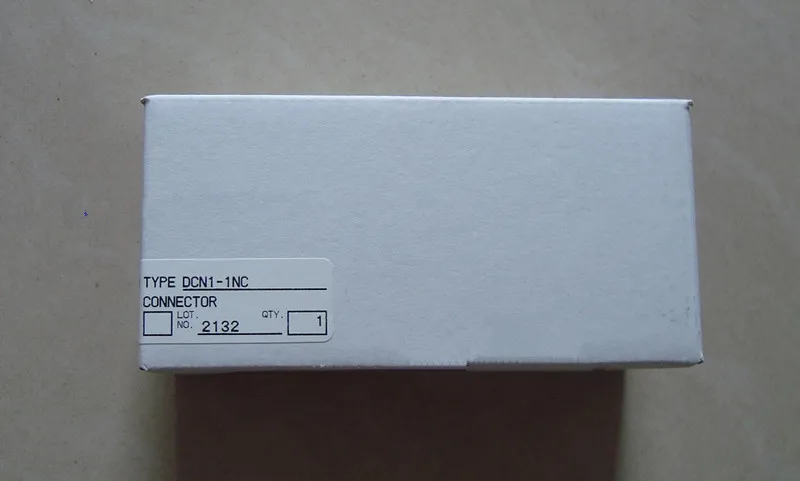 TYPE DCN1-1NC
CONNECTOR
LOT. NO. 2132 QTY. 1